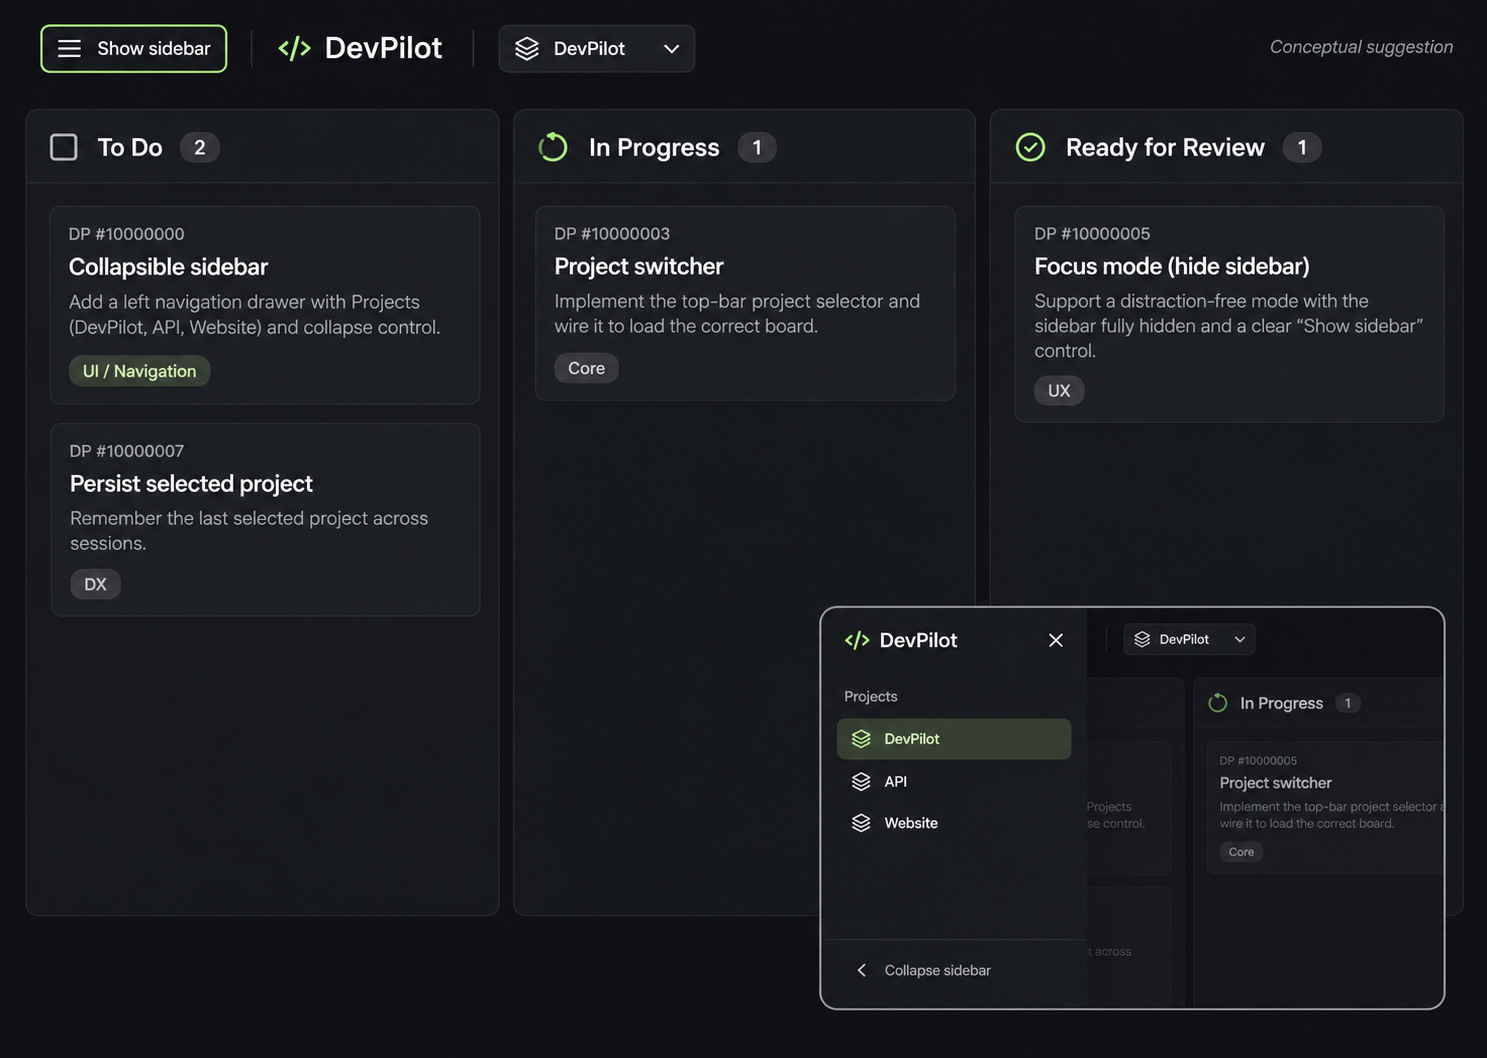 Show sidebar
</> DevPilot
DevPilot
Conceptual suggestion
To Do 2
DP #10000000
Collapsible sidebar
Add a left navigation drawer with Projects
(DevPilot, API, Website) and collapse control.
UI / Navigation
DP #10000007
Persist selected project
Remember the last selected project across
sessions.
DX
In Progress 1
DP #10000003
Project switcher
Implement the top-bar project selector and
wire it to load the correct board.
Core
Ready for Review 1
DP #10000005
Focus mode (hide sidebar)
Support a distraction-free mode with the
sidebar fully hidden and a clear “Show sidebar”
control.
UX
</> DevPilot
Projects
DevPilot
API
Website
Collapse sidebar
DevPilot
Projects
se control.
t across
In Progress 1
DP #10000005
Project switcher
Implement the top-bar project selector
wire it to load the correct board.
Core